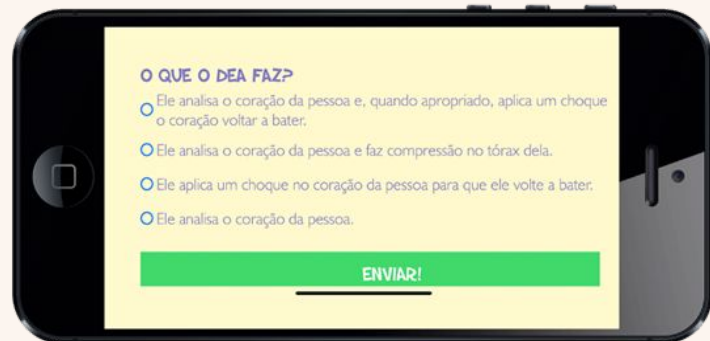 O QUE O DEA FAZ?
Ele analisa o coração da pessoa e, quando apropriado, aplica um choque
o coração voltar a bater.
Ele analisa o coração da pessoa e faz compressão no tórax dela.
Ele aplica um choque no coração da pessoa para que ele volte a bater.
Ele analisa o coração da pessoa.
ENVIAR!